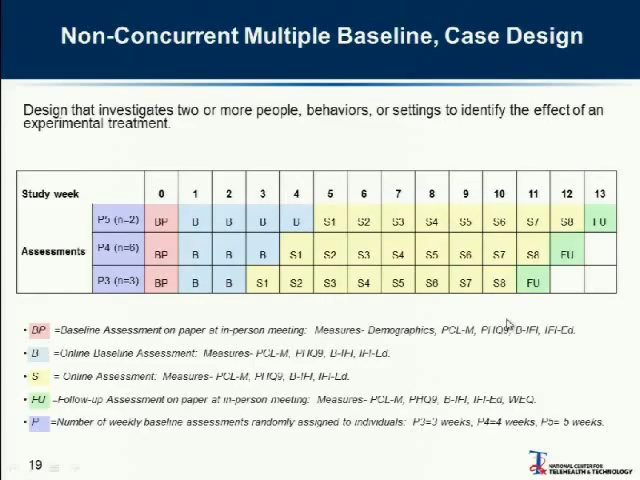 Non-Concurrent Multiple Baseline, Case Design
Design that investigates two or more people, behaviors, or settings to identify the effect of an
experimental treatment.
Study week 0 1 2 3 4 5 6 7 8 9 10 11 12 13
P5 (n=2) BP B B B B S1 S2 S3 S4 S5 S6 S7 S8 FU
Assessments P4 (n=6) BP B B B S1 S2 S3 S4 S5 S6 S7 S8 FU
P3 (n=3) BP B B S1 S2 S3 S4 S5 S6 S7 S8 FU
• BP =Baseline Assessment on paper at in-person meeting: Measures- Demographics, PCL-M, PHQ9, B-IFI, IFI-Ed.
• B =Online Baseline Assessment: Measures- PCL-M, PHQ9, B-IFI, IFI-Ed.
• S = Online Assessment: Measures- PCL-M, PHQ9, B-IFI, IFI-Ed.
• FU =Follow-up Assessment on paper at in-person meeting: Measures- PCL-M, PHQ9, B-IFI, IFI-Ed, WEQ.
• P =Number of weekly baseline assessments randomly assigned to individuals: P3=3 weeks, P4=4 weeks, P5= 5 weeks.
19
NATIONAL CENTER FOR
TELEHEALTH & TECHNOLOGY